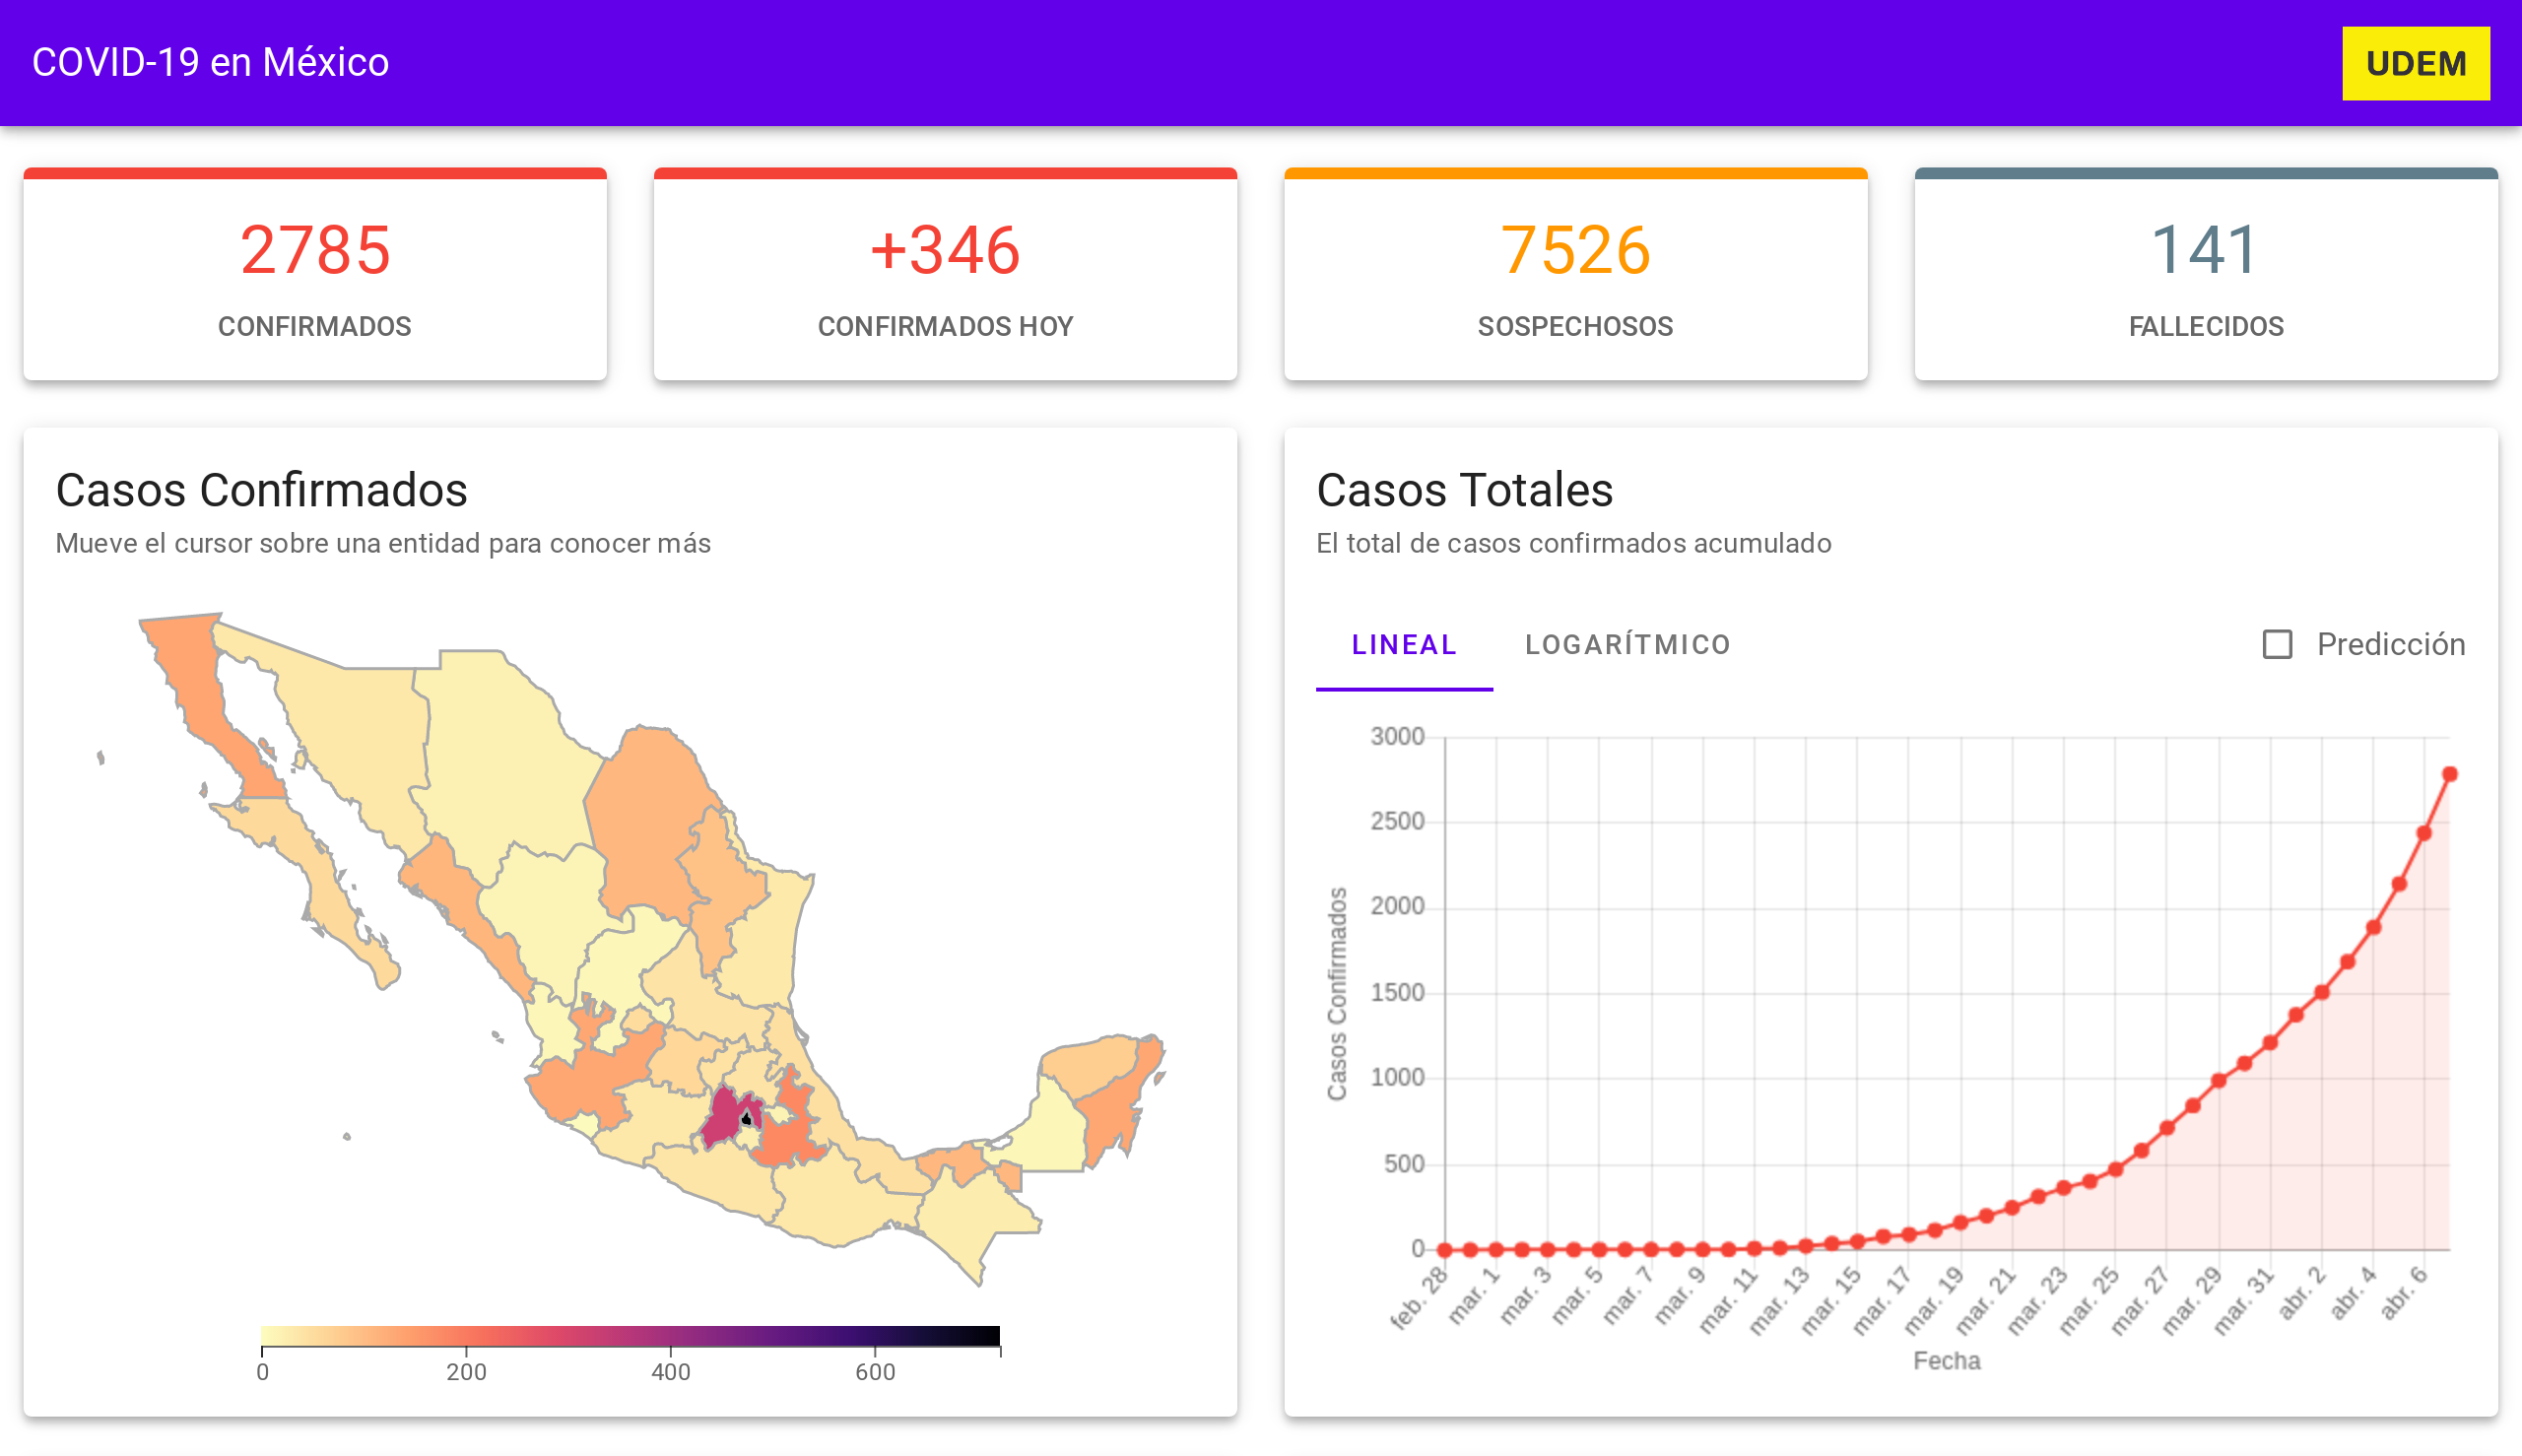 COVID-19 en México
UDEM
2785
CONFIRMADOS
+346
CONFIRMADOS HOY
7526
SOSPECHOSOS
141
FALLECIDOS
Casos Confirmados
Mueve el cursor sobre una entidad para conocer más
0
200
400
600
Casos Totales
El total de casos confirmados acumulado
LINEAL
LOGARÍTMICO
Predicción
Casos Confirmados
3000
2500
2000
1500
1000
500
0
feb. 28
mar. 1
mar. 3
mar. 5
mar. 7
mar. 9
mar. 11
mar. 13
mar. 15
mar. 17
mar. 19
mar. 21
mar. 23
mar. 25
mar. 27
mar. 29
mar. 31
abr. 2
abr. 4
abr. 6
Fecha